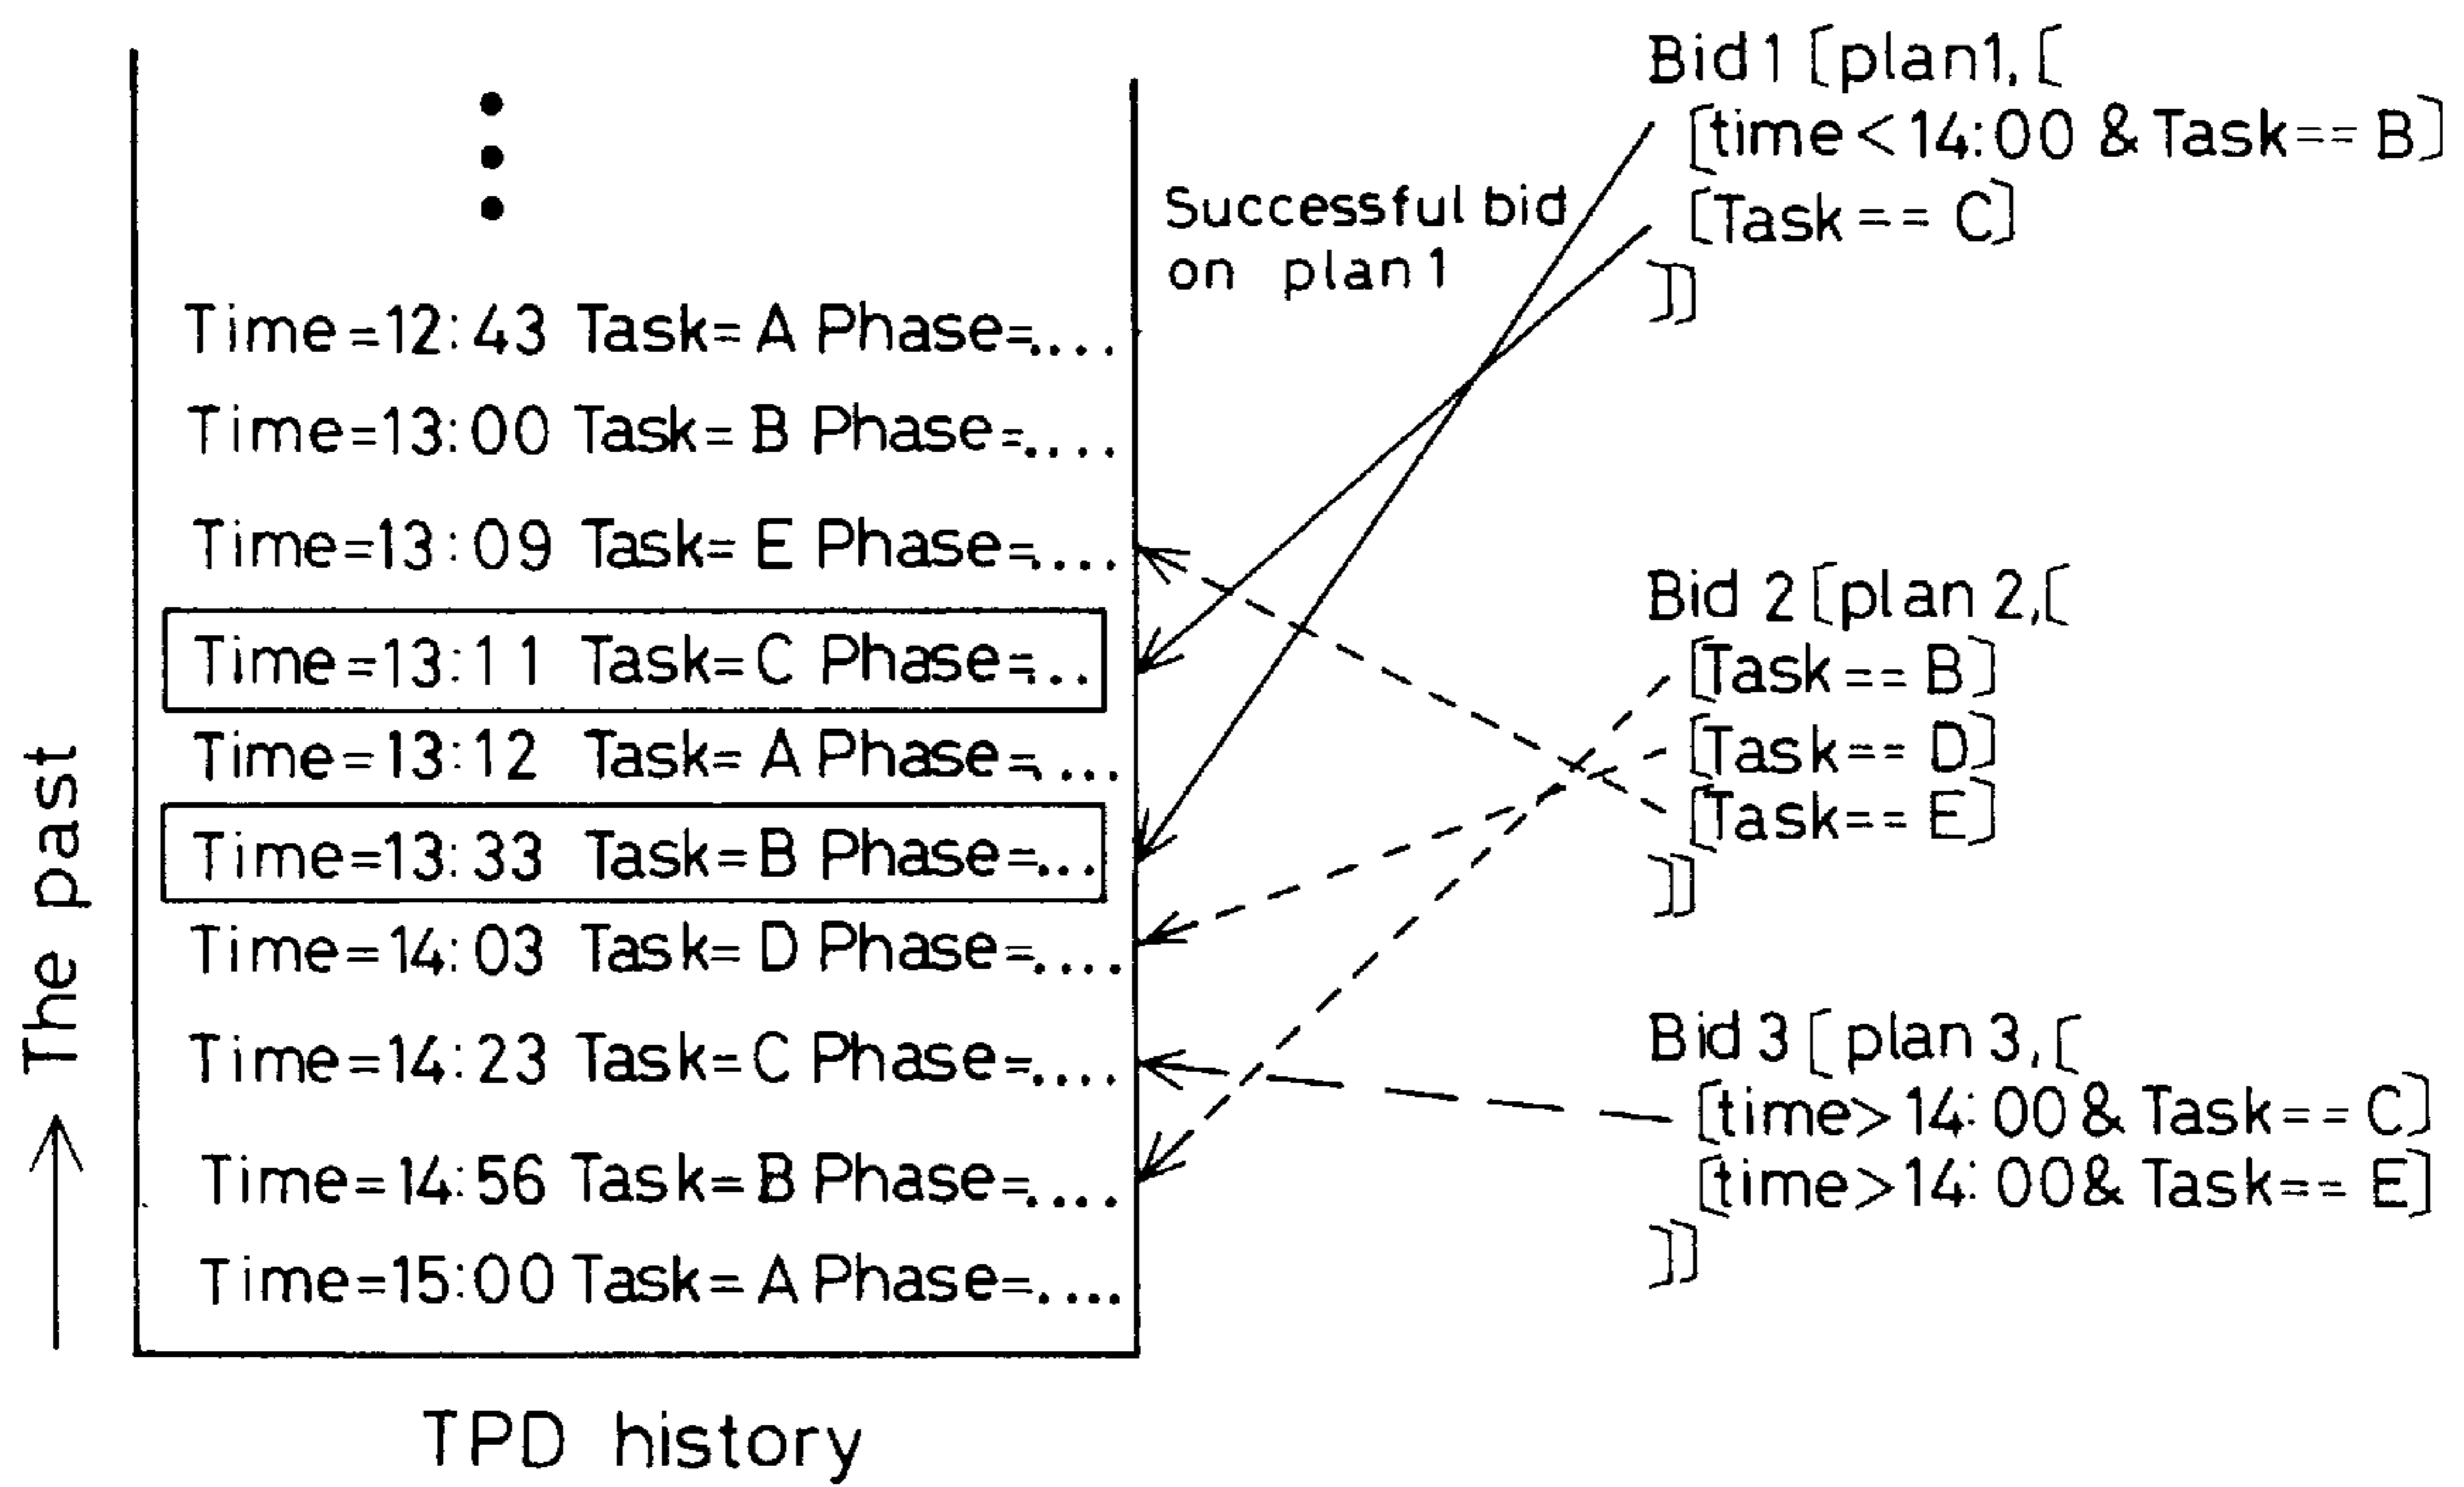 Time=12:43 Task=A Phase=....
Time=13:00 Task=B Phase=....
Time=13:09 Task=E Phase=....
Time=13:11 Task=C Phase=...
Time=13:12 Task=A Phase=....
Time=13:33 Task=B Phase=...
Time=14:03 Task=D Phase=....
Time=14:23 Task=C Phase=....
Time=14:56 Task=B Phase=....
Time=15:00 Task=A Phase=....
The past
TPD history
Successful bid
on plan 1
Bid 1 [plan1, [
[time<14:00 & Task== B]
[Task== C]
]]
Bid 2 [plan 2, [
[Task== B]
[Task== D]
[Task== E]
]]
Bid 3 [plan 3, [
[time>14:00 & Task== C]
[time>14:00 & Task== E]
]]